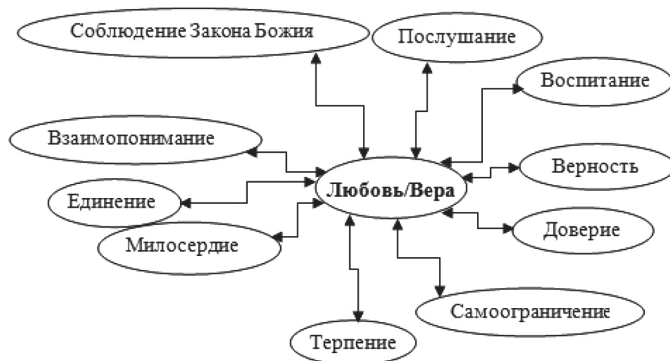 Соблюдение Закона Божия
Послушание
Воспитание
Взаимопонимание
Верность
Любовь/Вера
Единение
Доверие
Милосердие
Самоограничение
Терпение